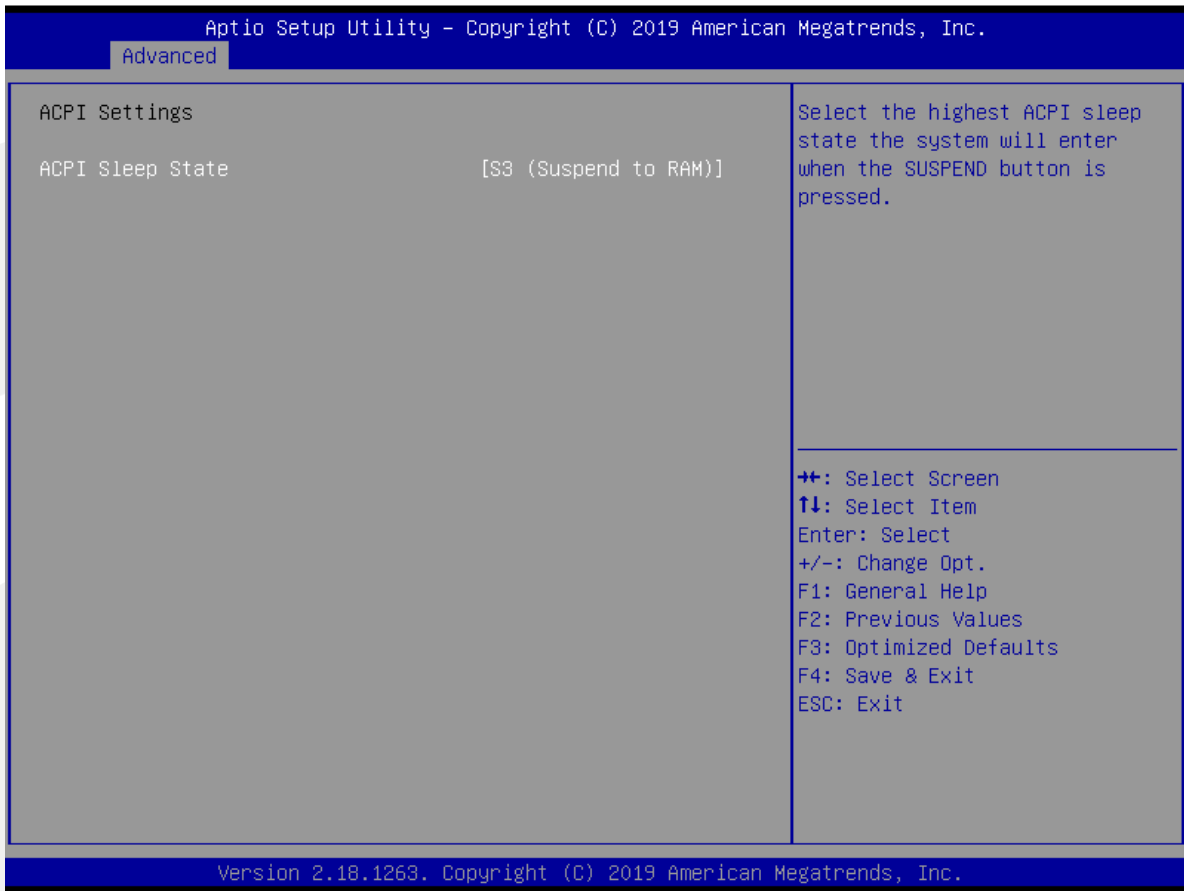 Aptio Setup Utility – Copyright (C) 2019 American Megatrends, Inc.
Advanced
ACPI Settings
ACPI Sleep State [S3 (Suspend to RAM)]
Select the highest ACPI sleep
state the system will enter
when the SUSPEND button is
pressed.
→←: Select Screen
↑↓: Select Item
Enter: Select
+/-: Change Opt.
F1: General Help
F2: Previous Values
F3: Optimized Defaults
F4: Save & Exit
ESC: Exit
Version 2.18.1263. Copyright (C) 2019 American Megatrends, Inc.